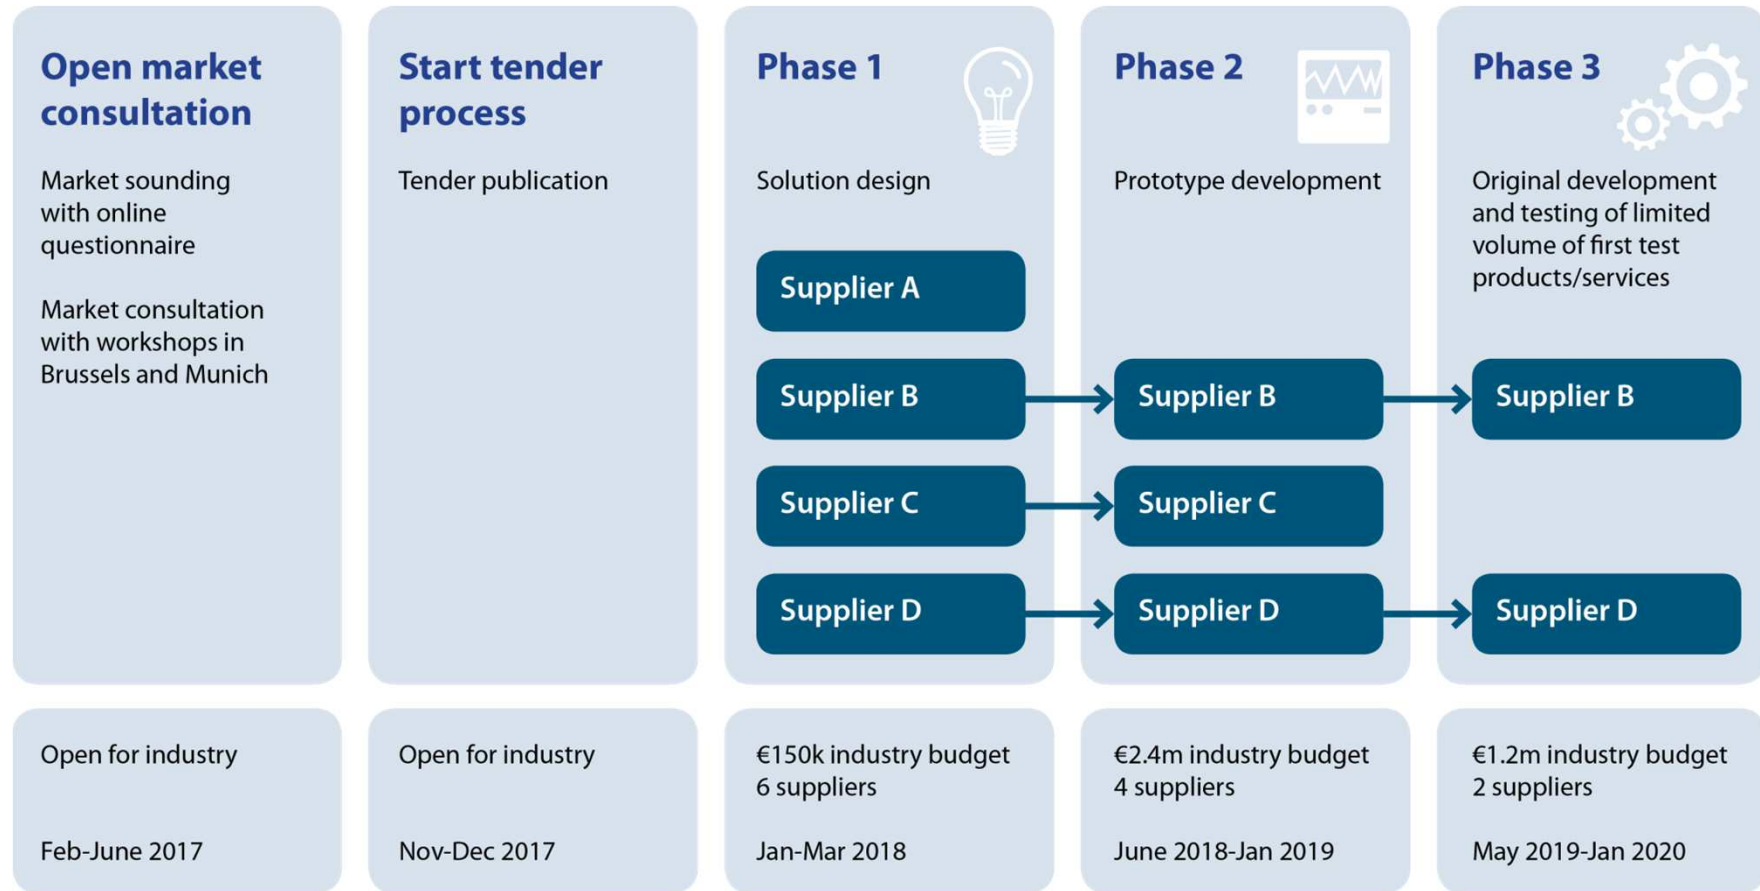 Open market
consultation
Market sounding
with online
questionnaire
Market consultation
with workshops in
Brussels and Munich
Open for industry
Feb-June 2017
Start tender
process
Tender publication
Open for industry
Nov-Dec 2017
Phase 1
Solution design
Supplier A
Supplier B
Supplier C
Supplier D
€150k industry budget
6 suppliers
Jan-Mar 2018
Phase 2
Prototype development
Supplier B
Supplier C
Supplier D
€2.4m industry budget
4 suppliers
June 2018-Jan 2019
Phase 3
Original development
and testing of limited
volume of first test
products/services
Supplier B
Supplier D
€1.2m industry budget
2 suppliers
May 2019-Jan 2020